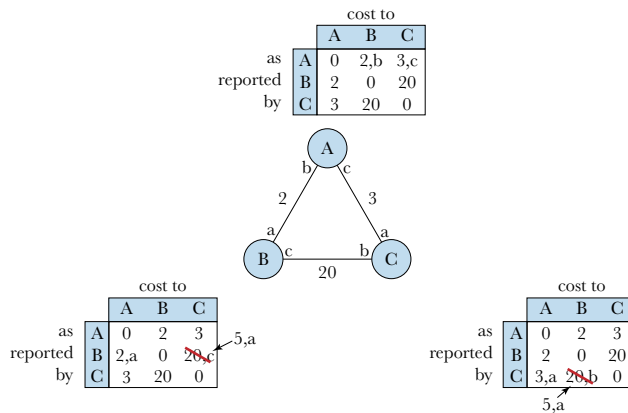 cost to
A B C
as A 0 2,b 3,c
reported B 2 0 20
by C 3 20 0
A
b c
2 3
a a
B c b C
20
cost to
A B C
as A 0 2 3
reported B 2,a 0 20,c 5,a
by C 3 20 0
cost to
A B C
as A 0 2 3
reported B 2 0 20
by C 3,a 20,b 0
5,a